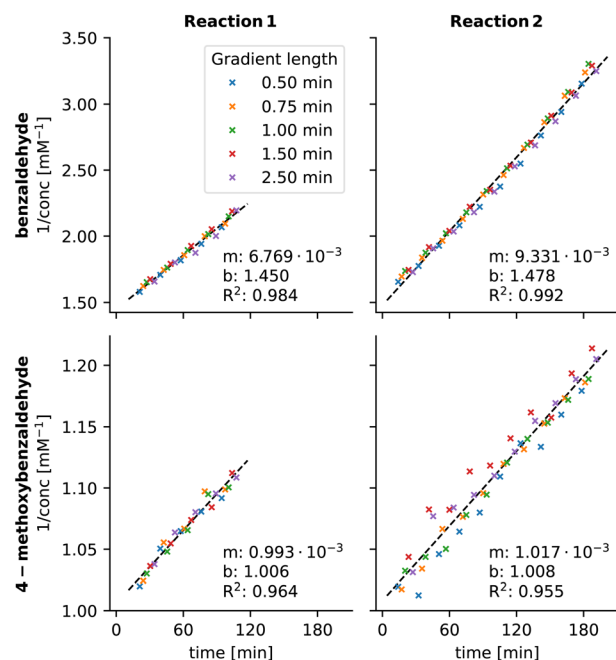 Reaction 1
Reaction 2
benzaldehyde
1/conc [mM⁻¹]
3.50
3.00
2.50
2.00
1.50
Gradient length
0.50 min
0.75 min
1.00 min
1.50 min
2.50 min
m: 6.769 · 10⁻³
b: 1.450
R²: 0.984
m: 9.331 · 10⁻³
b: 1.478
R²: 0.992
4 – methoxybenzaldehyde
1/conc [mM⁻¹]
1.20
1.15
1.10
1.05
1.00
m: 0.993 · 10⁻³
b: 1.006
R²: 0.964
m: 1.017 · 10⁻³
b: 1.008
R²: 0.955
0 60 120 180
0 60 120 180
time [min]
time [min]